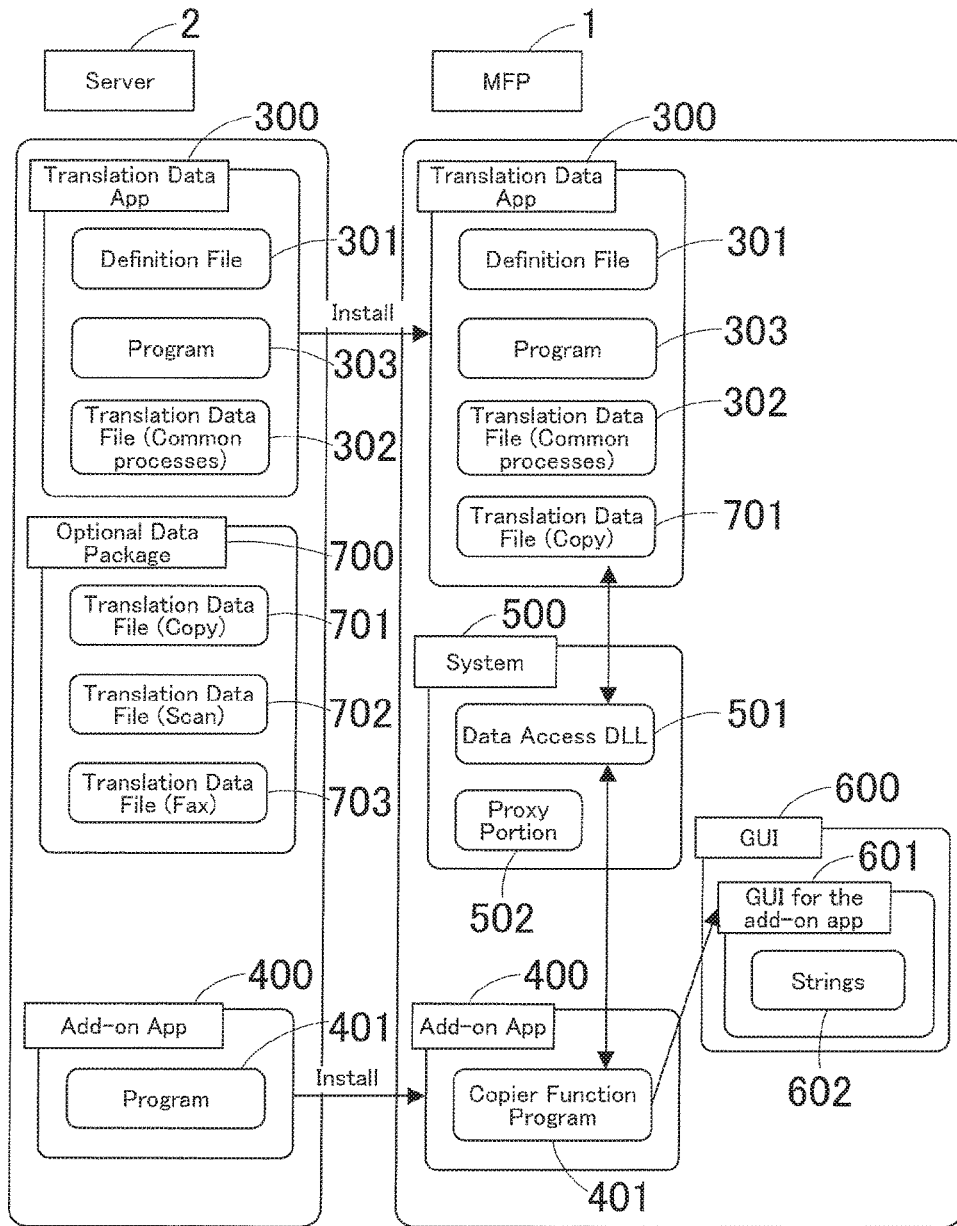 2
1
Server
MFP
300
300
Translation Data
App
Translation Data
App
Definition File
301
Definition File
301
Install
Program
303
Program
303
Translation Data
File (Common
processes)
302
Translation Data
File (Common
processes)
302
Translation Data
File (Copy)
701
Optional Data
Package
700
Translation Data
File (Copy)
701
Translation Data
File (Scan)
702
Translation Data
File (Fax)
703
500
System
Data Access DLL
501
Proxy
Portion
502
600
GUI
601
GUI for the
add-on app
Strings
602
400
Add-on App
401
Program
Install
400
Add-on App
Copier Function
Program
401